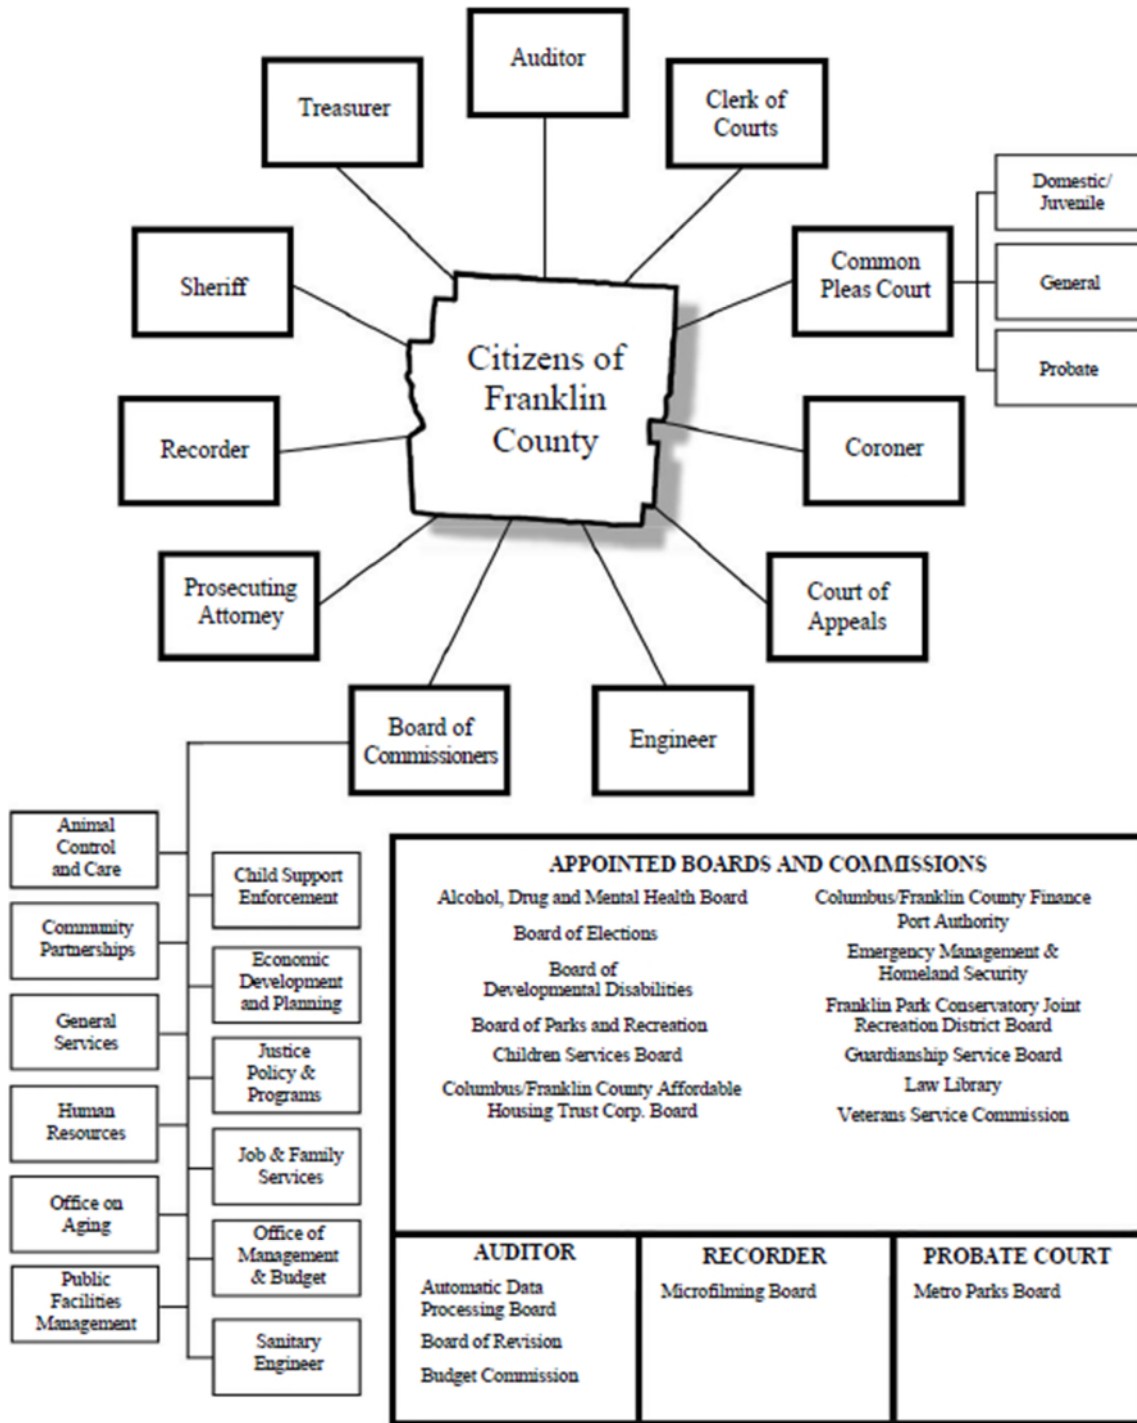 Auditor
Treasurer
Clerk of
Courts
Domestic/
Juvenile
Sheriff
Common
Pleas Court
General
Probate
Citizens of
Franklin
County
Recorder
Coroner
Prosecuting
Attorney
Court of
Appeals
Board of
Commissioners
Engineer
Animal
Control
and Care
Child Support
Enforcement
Community
Partnerships
Economic
Development
and Planning
General
Services
Justice
Policy &
Programs
Human
Resources
Job & Family
Services
Office on
Aging
Office of
Management
& Budget
Public
Facilities
Management
Sanitary
Engineer
APPOINTED BOARDS AND COMMISSIONS
Alcohol, Drug and Mental Health Board
Board of Elections
Board of
Developmental Disabilities
Board of Parks and Recreation
Children Services Board
Columbus/Franklin County Affordable
Housing Trust Corp. Board
Columbus/Franklin County Finance
Port Authority
Emergency Management &
Homeland Security
Franklin Park Conservatory Joint
Recreation District Board
Guardianship Service Board
Law Library
Veterans Service Commission
AUDITOR
Automatic Data
Processing Board
Board of Revision
Budget Commission
RECORDER
Microfilming Board
PROBATE COURT
Metro Parks Board